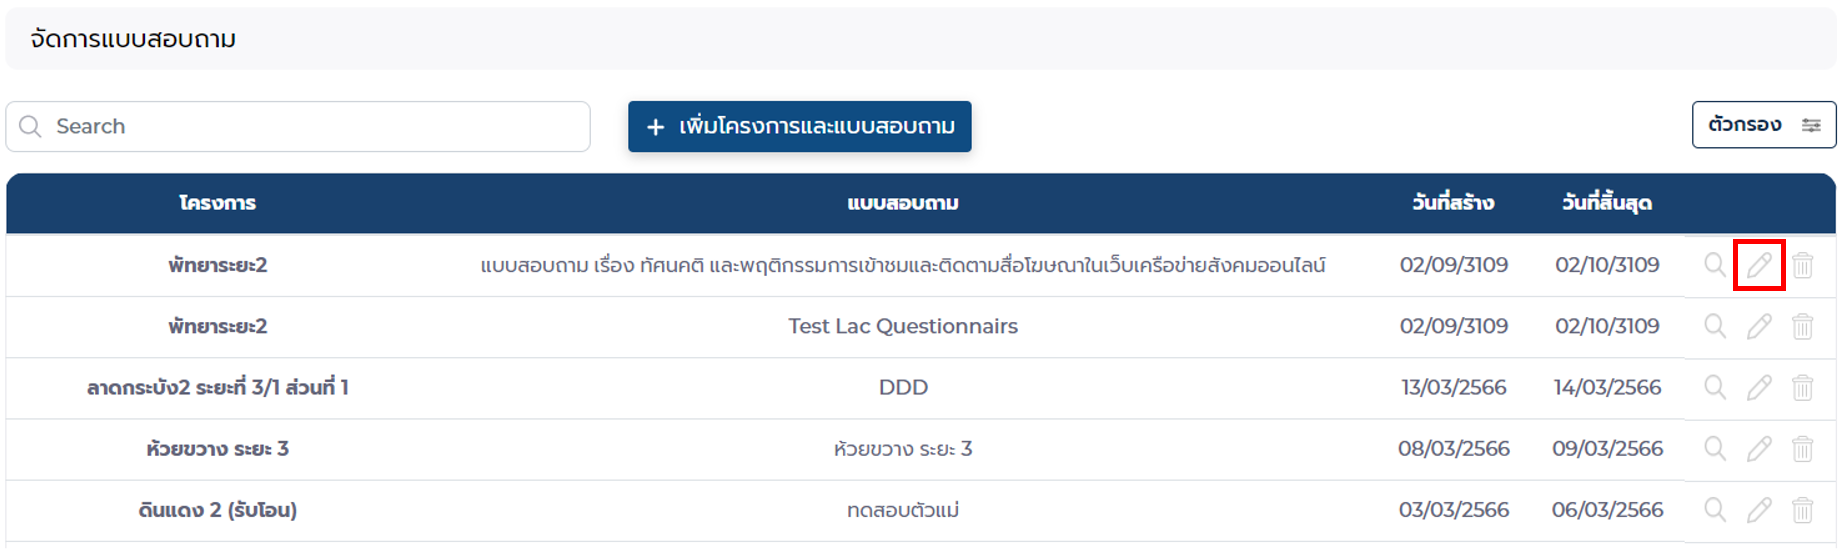 จัดการแบบสอบถาม
Search
+ เพิ่มโครงการและแบบสอบถาม
ตัวกรอง
โครงการ แบบสอบถาม วันที่สร้าง วันที่สิ้นสุด
พัทยาระยะ2 แบบสอบถาม เรื่อง ทัศนคติ และพฤติกรรมการเข้าชมและติดตามสื่อโฆษณาในเว็บเครือข่ายสังคมออนไลน์ 02/09/3109 02/10/3109
พัทยาระยะ2 Test Lac Questionnairs 02/09/3109 02/10/3109
ลาดกระบัง2 ระยะที่ 3/1 ส่วนที่ 1 DDD 13/03/2566 14/03/2566
ห้วยขวาง ระยะ 3 ห้วยขวาง ระยะ 3 08/03/2566 09/03/2566
ดินแดง 2 (รับโอน) ทดสอบตัวแม่ 03/03/2566 06/03/2566